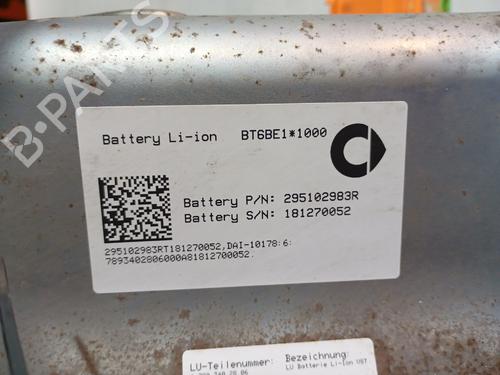 B-PARTS
Battery Li-ion BT6BE1*1000
Battery P/N: 295102983R
Battery S/N: 181270052
295102983RT181270052,DAI-10178:6:
7893402806000A81812700052.
LU-Teilenummer: Bezeichnung:
LU Batterie Li-Ion